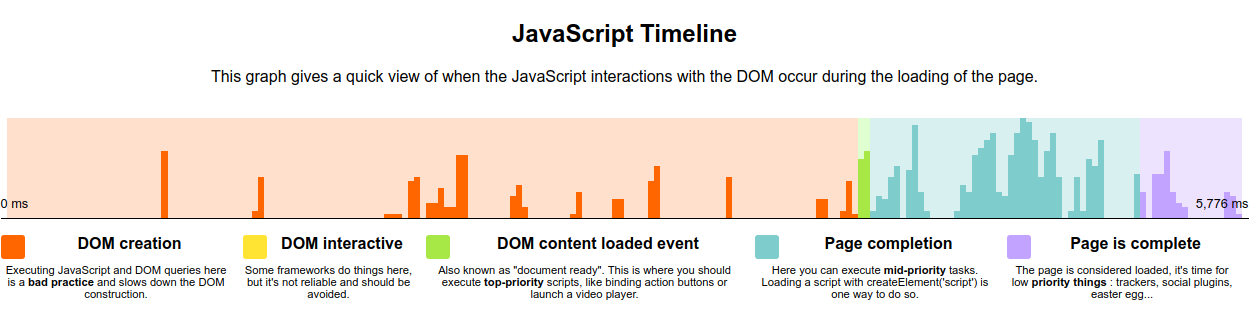 JavaScript Timeline
This graph gives a quick view of when the JavaScript interactions with the DOM occur during the loading of the page.
0 ms
5,776 ms
DOM creation
Executing JavaScript and DOM queries here
is a bad practice and slows down the DOM
construction.
DOM interactive
Some frameworks do things here,
but it's not reliable and should be
avoided.
DOM content loaded event
Also known as "document ready". This is where you should
execute top-priority scripts, like binding action buttons or
launch a video player.
Page completion
Here you can execute mid-priority tasks.
Loading a script with createElement('script') is
one way to do so.
Page is complete
The page is considered loaded, it's time for
low priority things : trackers, social plugins,
easter egg...